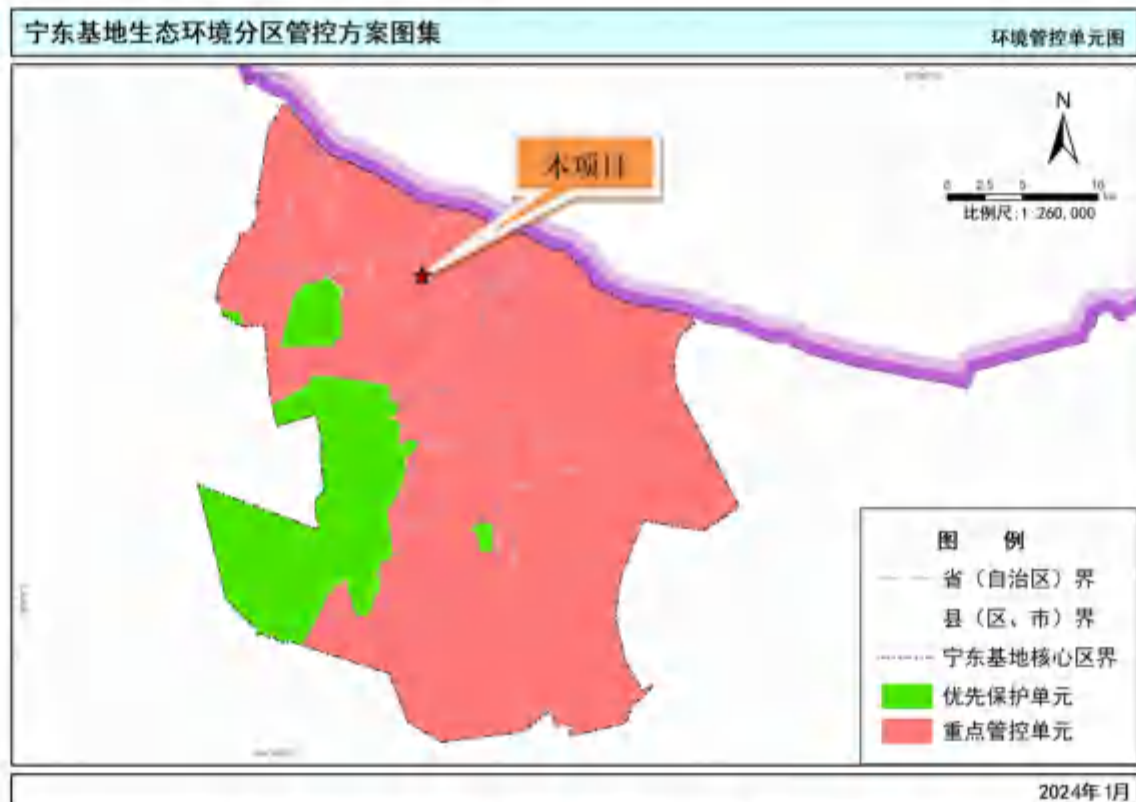 宁东基地生态环境分区管控方案图集
环境管控单元图
本项目
N
0 2.5 5 10
比例尺:1:260,000
图 例
省（自治区）界
县（区、市）界
宁东基地核心区界
优先保护单元
重点管控单元
2024年1月